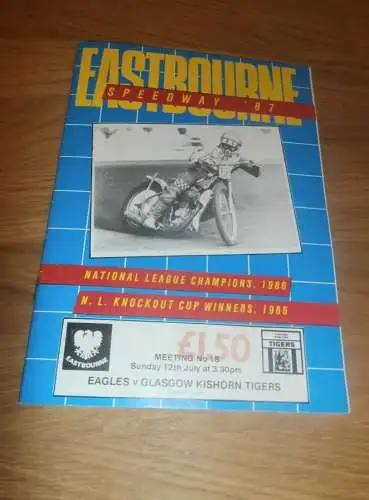 EASTBOURNE
SPEEDWAY '87
NATIONAL LEAGUE CHAMPIONS, 1986
N. L. KNOCKOUT CUP WINNERS, 1986
£1.50
MEETING No 16
Sunday 12th July at 3.30pm
EAGLES v GLASGOW KISHORN TIGERS
EASTBOURNE
TIGERS